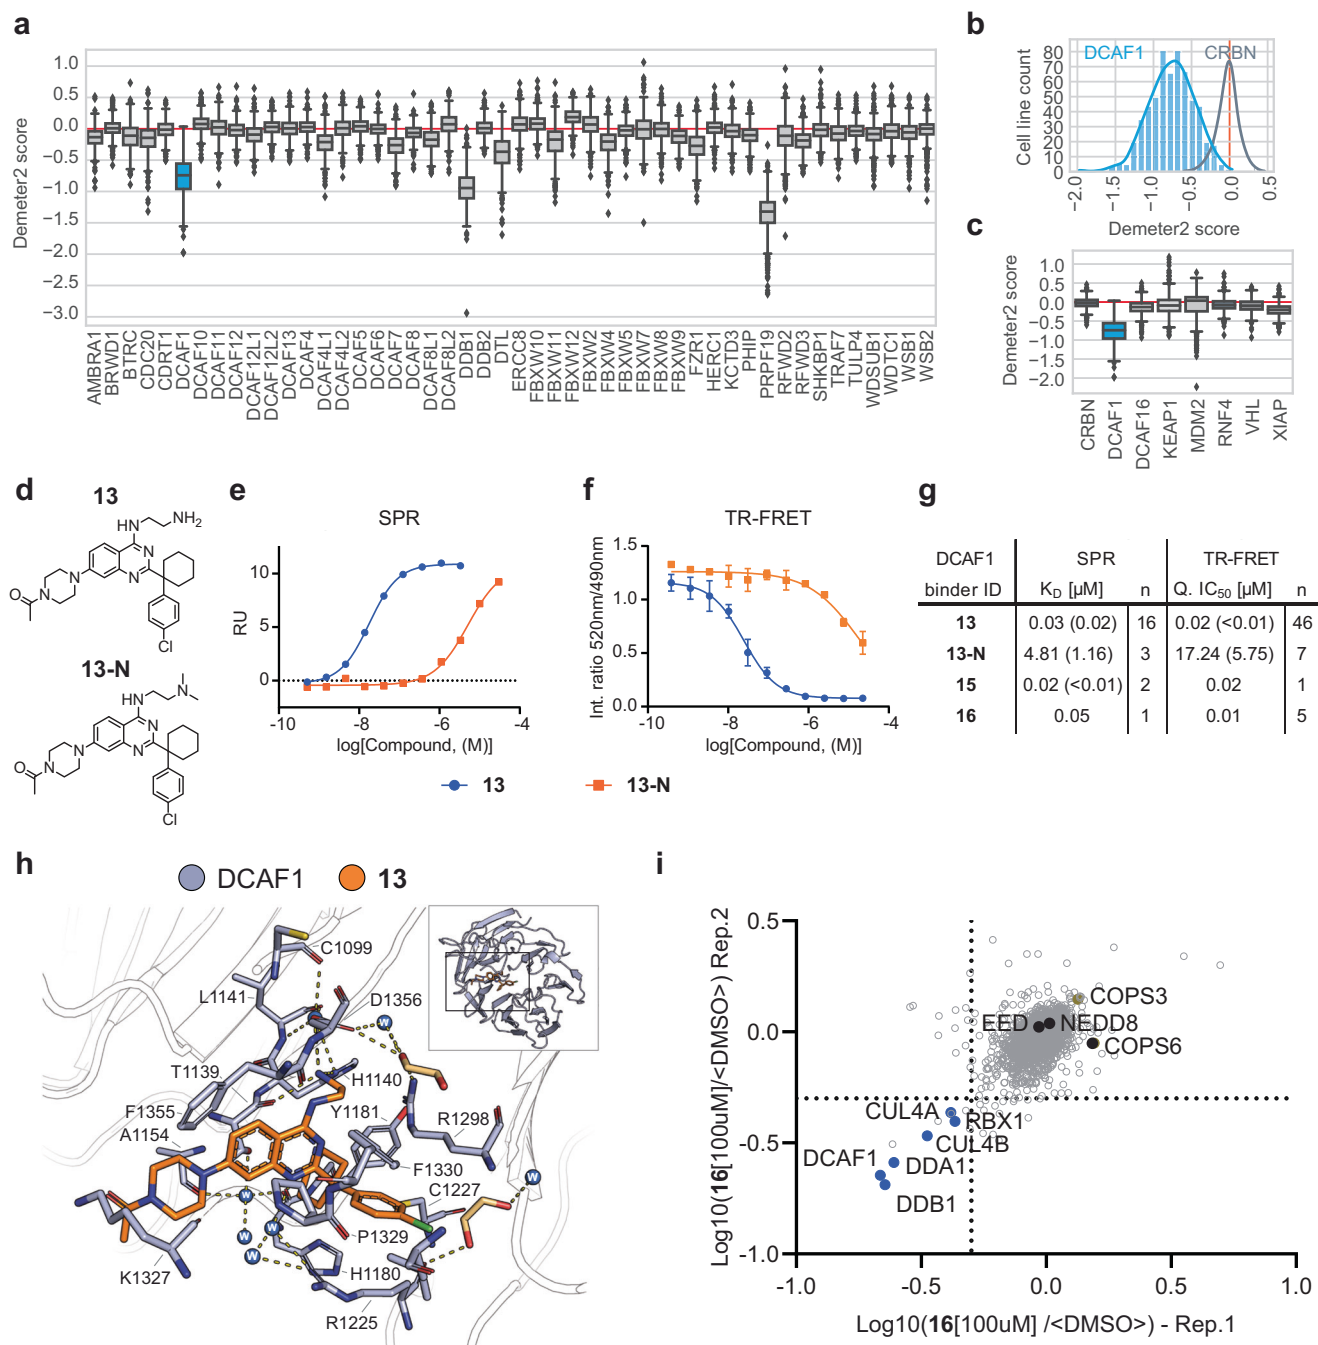 a
Demeter2 score
1.0
0.5
0.0
−0.5
−1.0
−1.5
−2.0
−2.5
−3.0
AMBRA1
BRWD1
BTRC
CDC20
CDRT1
DCAF1
DCAF10
DCAF11
DCAF12
DCAF12L1
DCAF12L2
DCAF13
DCAF4
DCAF4L1
DCAF4L2
DCAF5
DCAF6
DCAF7
DCAF8
DCAF8L1
DCAF8L2
DDB1
DDB2
DTL
ERCC8
FBXW10
FBXW11
FBXW12
FBXW2
FBXW4
FBXW5
FBXW7
FBXW8
FBXW9
FZR1
HERC1
KCTD3
PHIP
PRPF19
RFWD2
RFWD3
SHKBP1
TRAF7
TULP4
WDSUB1
WDTC1
WSB1
WSB2
b
Cell line count
80
70
60
50
40
30
20
10
0
DCAF1
CRBN
−2.0
−1.5
−1.0
−0.5
0.0
0.5
Demeter2 score
c
Demeter2 score
1.0
0.5
0.0
−0.5
−1.0
−1.5
−2.0
CRBN
DCAF1
DCAF16
KEAP1
MDM2
RNF4
VHL
XIAP
d
13
NH2
HN
N
N
N
N
O
Cl
13-N
N
HN
N
N
N
N
O
Cl
e
SPR
RU
10
5
0
-10 -8 -6 -4
log[Compound, (M)]
f
TR-FRET
Int. ratio 520nm/490nm
1.5
1.0
0.5
0.0
-10 -8 -6 -4
log[Compound, (M)]
13
13-N
g
DCAF1 SPR TR-FRET
binder ID KD [µM] n Q. IC50 [µM] n
13 0.03 (0.02) 16 0.02 (<0.01) 46
13-N 4.81 (1.16) 3 17.24 (5.75) 7
15 0.02 (<0.01) 2 0.02 1
16 0.05 1 0.01 5
h
DCAF1 13
C1099
L1141
D1356
W
W
T1139
H1140
F1355
Y1181
R1298
A1154
F1330
C1227
W
W
W
W
W
P1329
K1327
H1180
R1225
i
Log10(16[100uM]/<DMSO>) Rep.2
0.5
0.0
-0.5
-1.0
COPS3
EED
NEDD8
COPS6
CUL4A
RBX1
CUL4B
DCAF1
DDA1
DDB1
-1.0 -0.5 0.0 0.5 1.0
Log10(16[100uM] /<DMSO>) - Rep.1